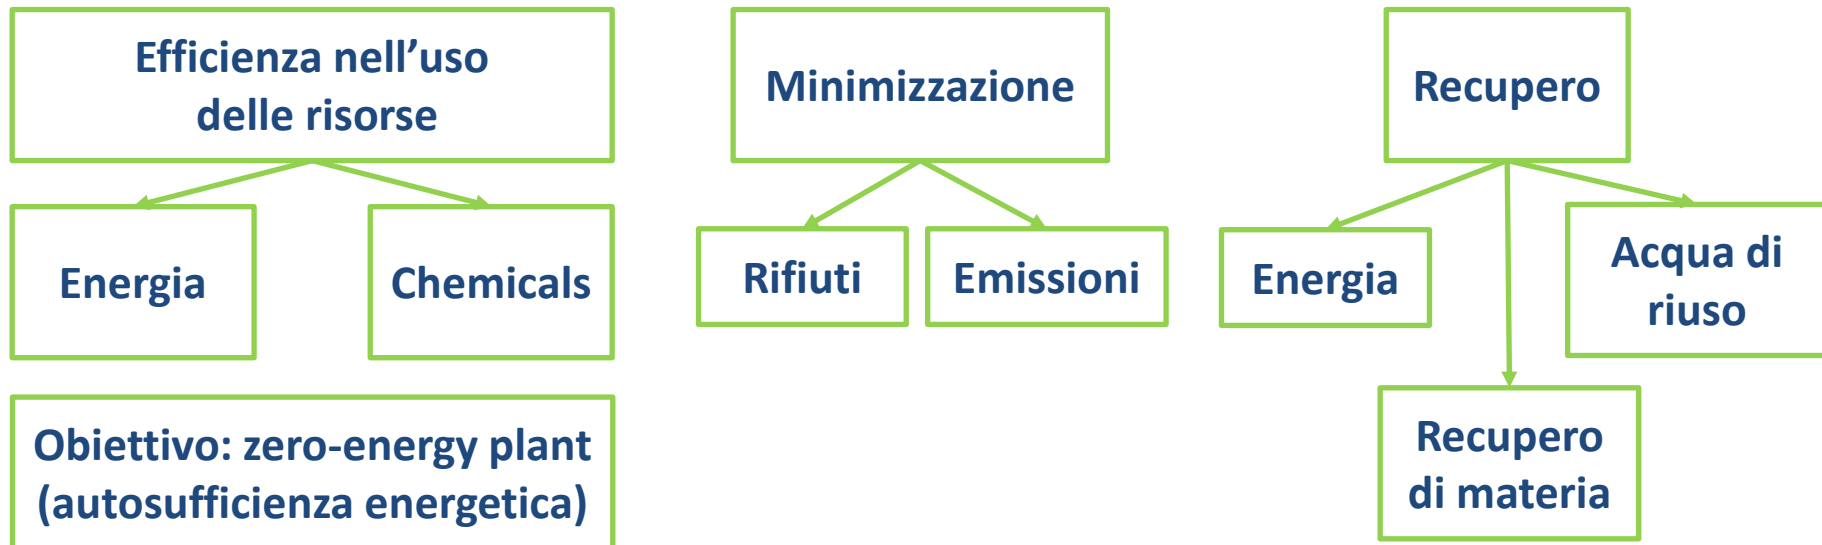 Efficienza nell’uso
delle risorse
Energia
Chemicals
Obiettivo: zero-energy plant
(autosufficienza energetica)
Minimizzazione
Rifiuti
Emissioni
Recupero
Energia
Acqua di
riuso
Recupero
di materia